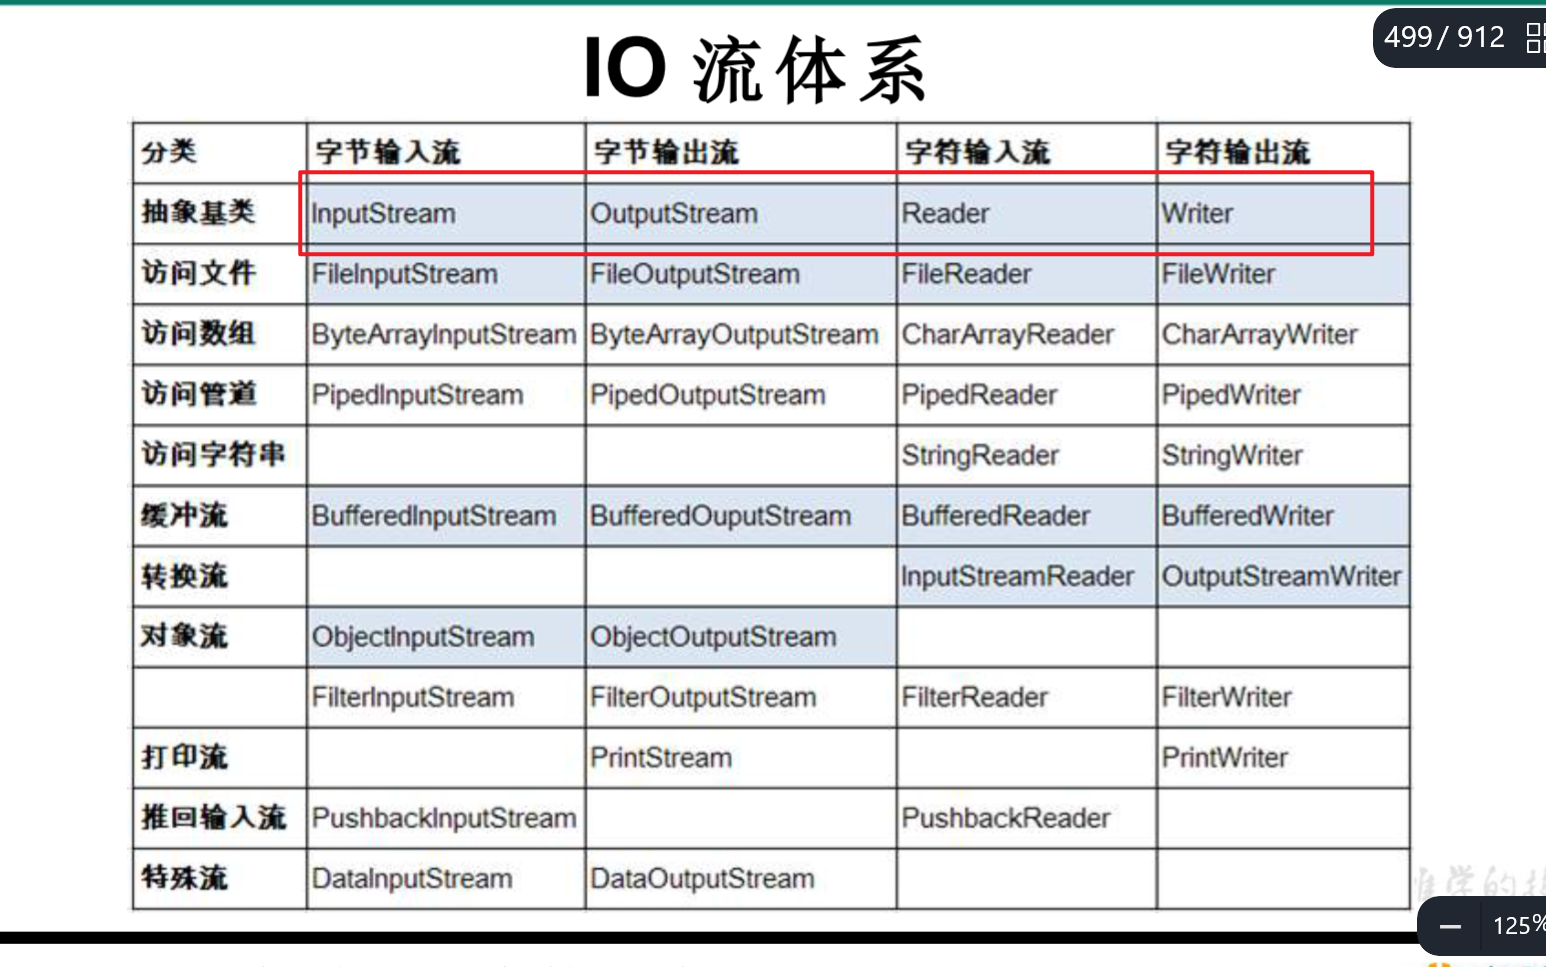 499/ 912
IO 流体系
分类 字节输入流 字节输出流 字符输入流 字符输出流
抽象基类 InputStream OutputStream Reader Writer
访问文件 FileInputStream FileOutputStream FileReader FileWriter
访问数组 ByteArrayInputStream ByteArrayOutputStream CharArrayReader CharArrayWriter
访问管道 PipedInputStream PipedOutputStream PipedReader PipedWriter
访问字符串 StringReader StringWriter
缓冲流 BufferedInputStream BufferedOuputStream BufferedReader BufferedWriter
转换流 InputStreamReader OutputStreamWriter
对象流 ObjectInputStream ObjectOutputStream
FilterInputStream FilterOutputStream FilterReader FilterWriter
打印流 PrintStream PrintWriter
推回输入流 PushbackInputStream PushbackReader
特殊流 DataInputStream DataOutputStream
学的
125%